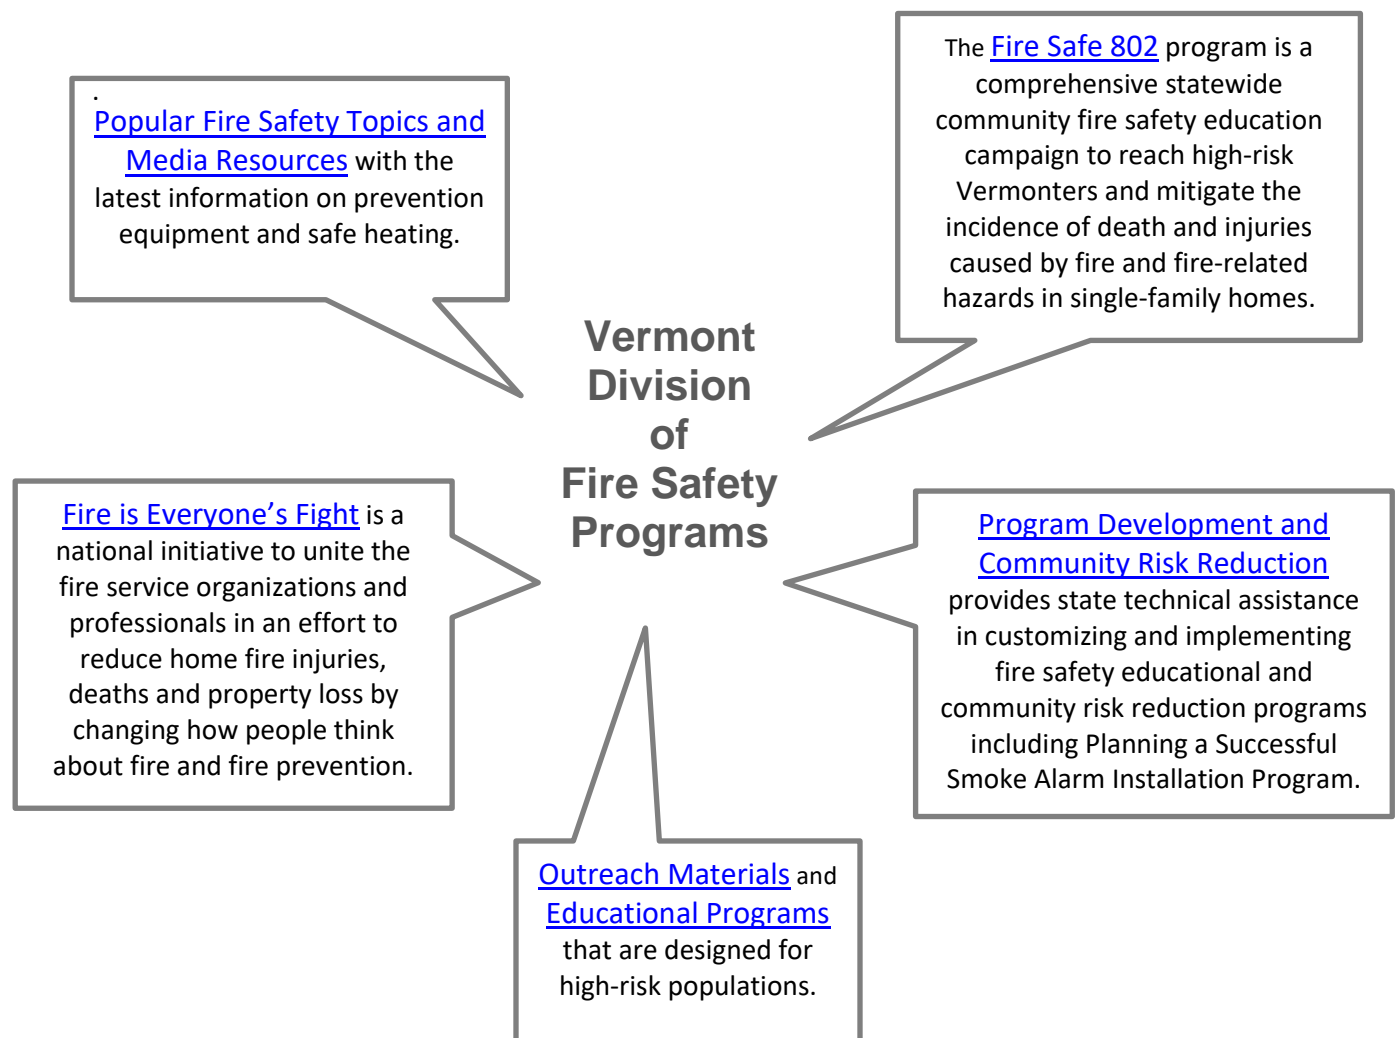 .
Popular Fire Safety Topics and
Media Resources with the
latest information on prevention
equipment and safe heating.
The Fire Safe 802 program is a
comprehensive statewide
community fire safety education
campaign to reach high-risk
Vermonters and mitigate the
incidence of death and injuries
caused by fire and fire-related
hazards in single-family homes.
Vermont
Division
of
Fire Safety
Programs
Fire is Everyone’s Fight is a
national initiative to unite the
fire service organizations and
professionals in an effort to
reduce home fire injuries,
deaths and property loss by
changing how people think
about fire and fire prevention.
Program Development and
Community Risk Reduction
provides state technical assistance
in customizing and implementing
fire safety educational and
community risk reduction programs
including Planning a Successful
Smoke Alarm Installation Program.
Outreach Materials and
Educational Programs
that are designed for
high-risk populations.